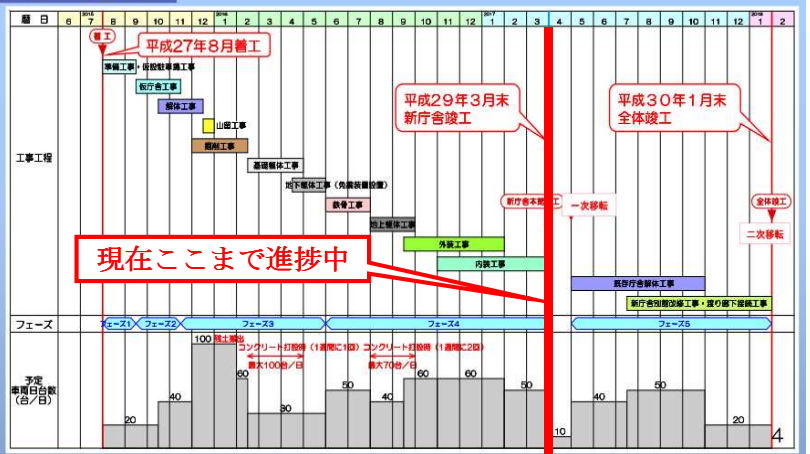 暦 日 6 7 8 9 10 11 12 1 2 3 4 5 6 7 8 9 10 11 12 1 2 3 4 5 6 7 8 9 10 11 12 1 2
2015 2016 2017 2018
着工
平成27年8月着工
準備工事・仮設駐車場工事
仮庁舎工事
解体工事
山留工事
掘削工事
基礎躯体工事
地下躯体工事(免震装置設置)
鉄骨工事
地上躯体工事
外装工事
内装工事
工事工程
平成29年3月末
新庁舎竣工
平成30年1月末
全体竣工
一次移転
全体竣工
二次移転
現在ここまで進捗中
既存庁舎解体工事
新庁舎別館改修工事・渡り廊下接続工事
フェーズ フェーズ1 フェーズ2 フェーズ3 フェーズ4 フェーズ5
予定
車両日台数
(台/日)
100 残土搬出
コンクリート打設時(1週間に1回) コンクリート打設時(1週間に2回)
最大100台/日 最大70台/日
20 40 60 30 50 40 60 60 50 10 40 50 20
4